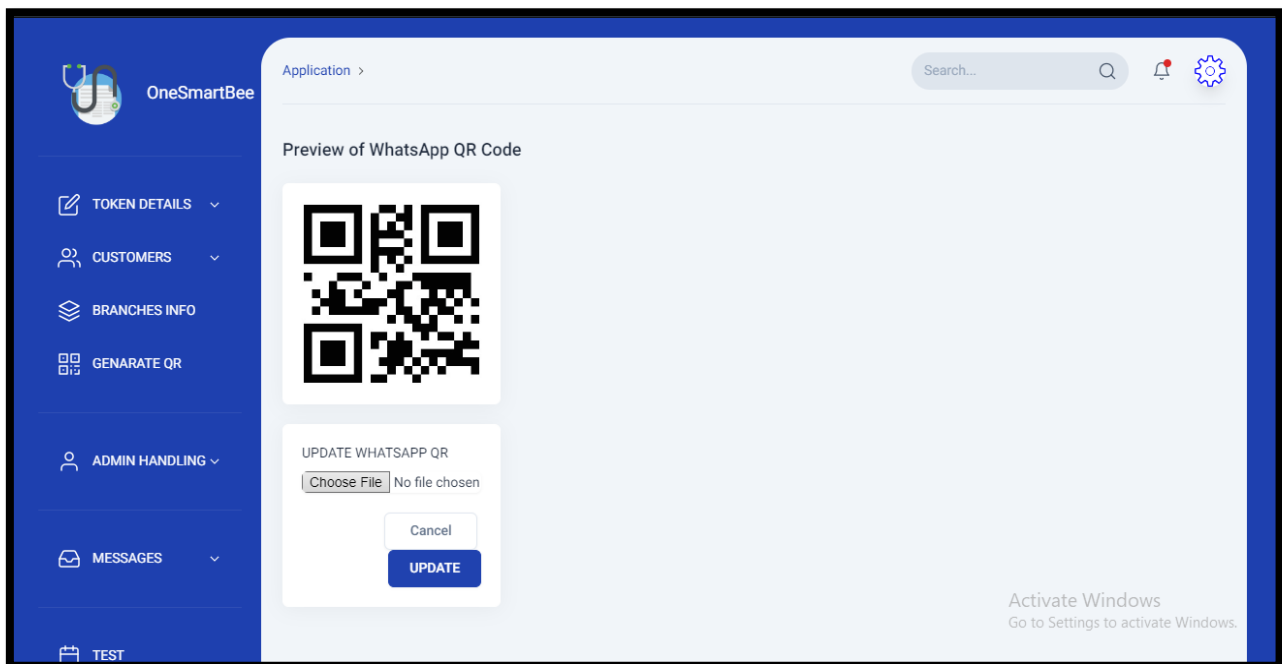 OneSmartBee
Application >
Search...
Preview of WhatsApp QR Code
TOKEN DETAILS
CUSTOMERS
BRANCHES INFO
GENARATE QR
ADMIN HANDLING
MESSAGES
TEST
UPDATE WHATSAPP QR
Choose File No file chosen
Cancel
UPDATE
Activate Windows
Go to Settings to activate Windows.